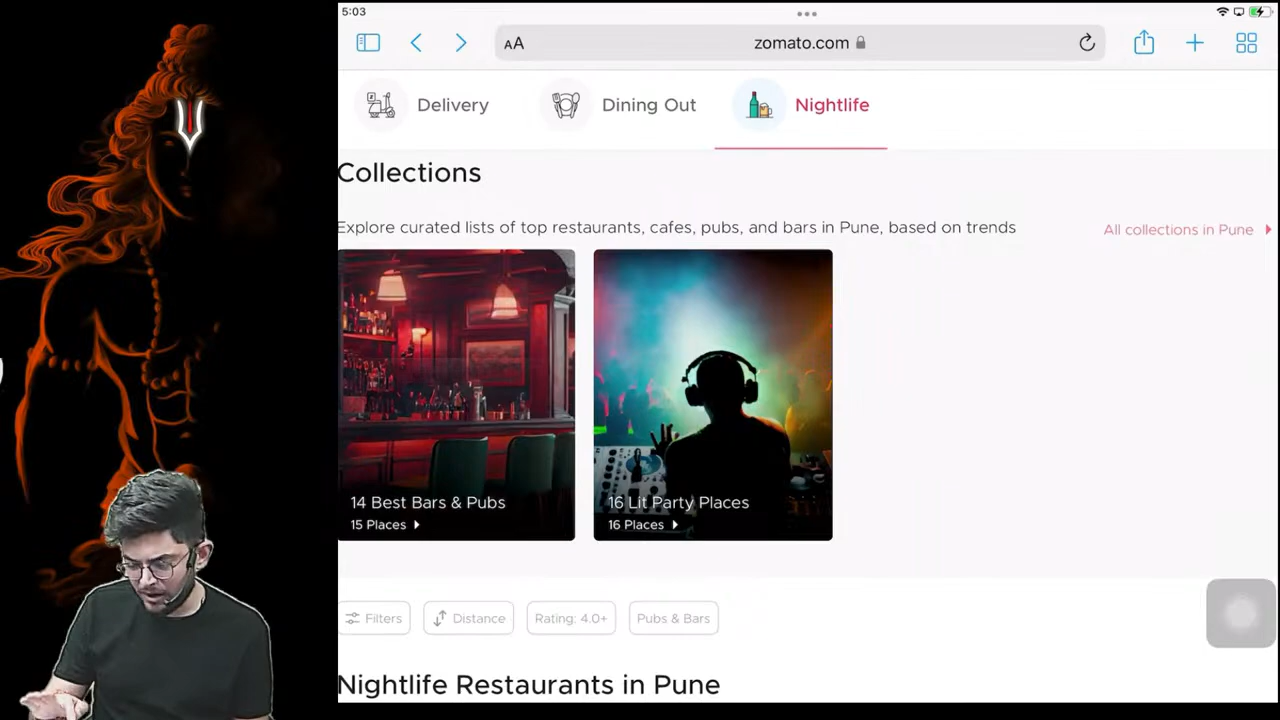 5:03
AA
zomato.com
Delivery
Dining Out
Nightlife
Collections
Explore curated lists of top restaurants, cafes, pubs, and bars in Pune, based on trends
All collections in Pune
14 Best Bars & Pubs
15 Places
16 Lit Party Places
16 Places
Filters
Distance
Rating: 4.0+
Pubs & Bars
Nightlife Restaurants in Pune